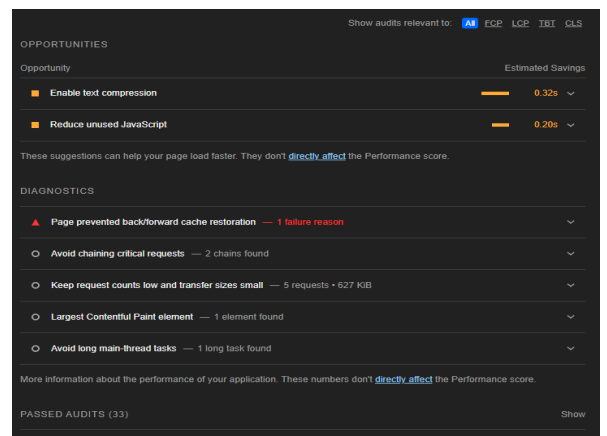 Show audits relevant to: All FCP LCP TBT CLS
OPPORTUNITIES
Opportunity Estimated Savings
Enable text compression 0.32s
Reduce unused JavaScript 0.20s
These suggestions can help your page load faster. They don't directly affect the Performance score.
DIAGNOSTICS
Page prevented back/forward cache restoration — 1 failure reason
Avoid chaining critical requests — 2 chains found
Keep request counts low and transfer sizes small — 5 requests • 627 KiB
Largest Contentful Paint element — 1 element found
Avoid long main-thread tasks — 1 long task found
More information about the performance of your application. These numbers don't directly affect the Performance score.
PASSED AUDITS (33) Show